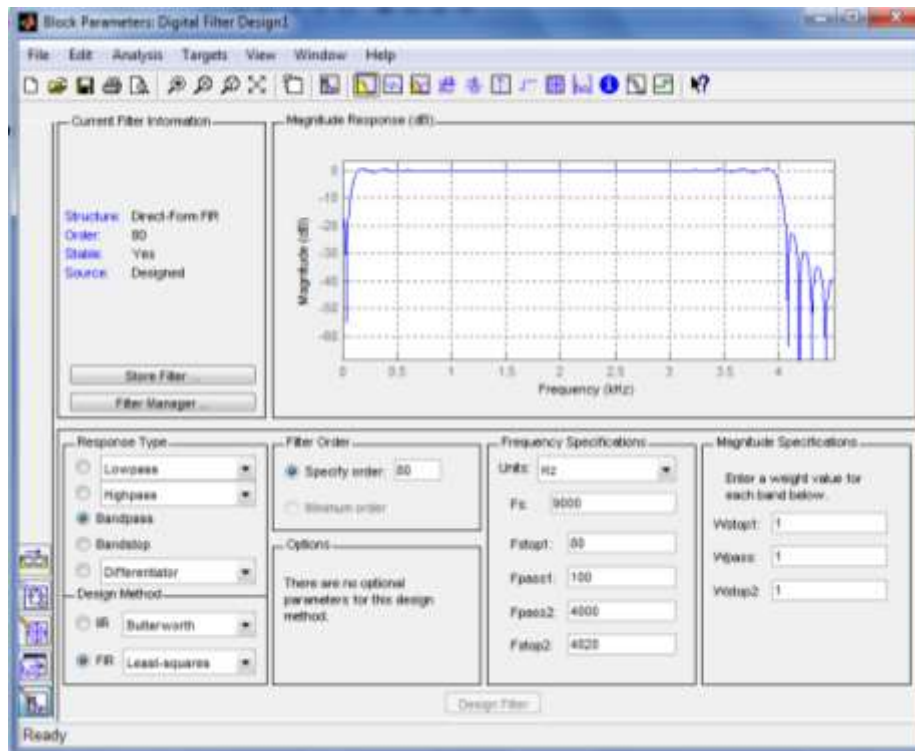 Block Parameters: Digital Filter Design1
File Edit Analysis Targets View Window Help
Current Filter Information
Structure: Direct-Form FIR
Order: 80
Stable: Yes
Source: Designed
Store Filter ...
Filter Manager ...
Magnitude Response (dB)
Magnitude (dB)
0
-10
-20
-30
-40
-50
-60
0 0.5 1 1.5 2 2.5 3 3.5 4
Frequency (kHz)
Response Type
Lowpass
Highpass
Bandpass
Bandstop
Differentiator
Design Method
IIR Butterworth
FIR Least-squares
Filter Order
Specify order: 80
Minimum order
Options
There are no optional
parameters for this design
method.
Frequency Specifications
Units: Hz
Fs: 9000
Fstop1: 80
Fpass1: 100
Fpass2: 4000
Fstop2: 4020
Magnitude Specifications
Enter a weight value for
each band below.
Wstop1: 1
Wpass: 1
Wstop2: 1
Design Filter
Ready